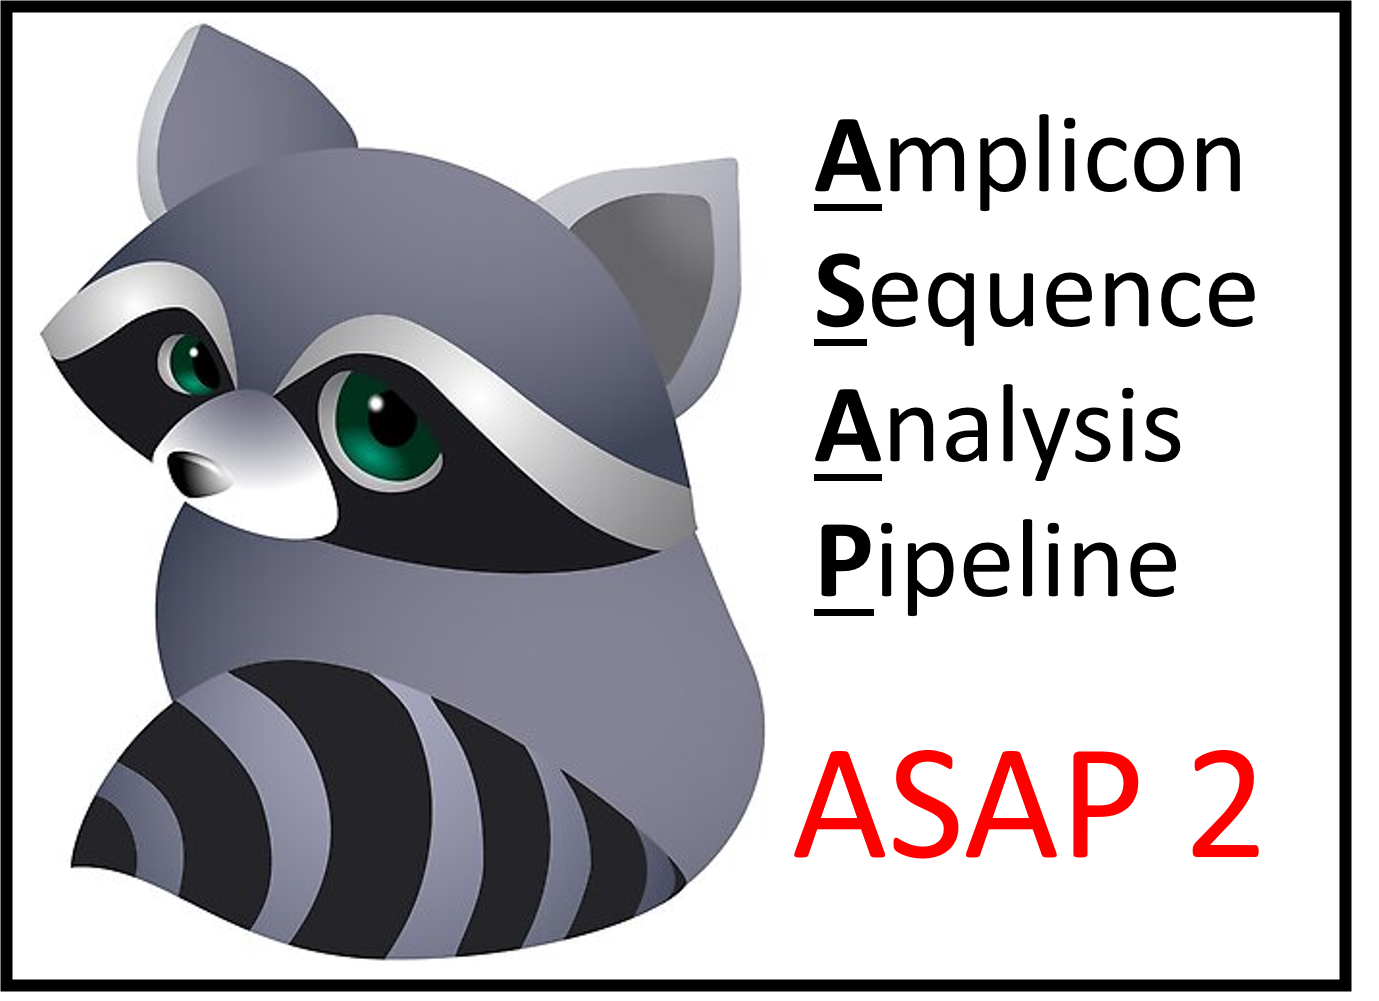 Amplicon
Sequence
Analysis
Pipeline
ASAP 2